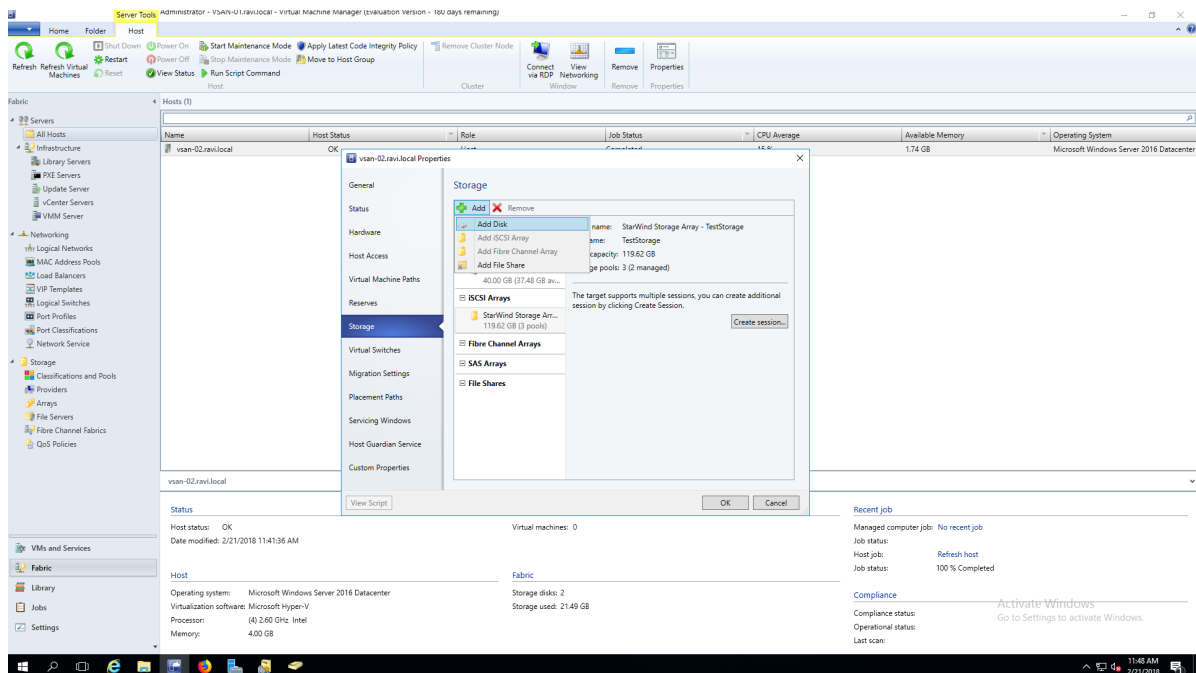 Server Tools
Administrator - VSAN-01.ravi.local - Virtual Machine Manager (Evaluation Version - 180 days remaining)
Home Folder Host
Refresh
Refresh Virtual Machines
Shut Down
Restart
Reset
Power On
Power Off
View Status
Start Maintenance Mode
Stop Maintenance Mode
Run Script Command
Apply Latest Code Integrity Policy
Move to Host Group
Host
Remove Cluster Node
Cluster
Connect via RDP
View Networking
Window
Remove
Remove
Properties
Properties
Fabric
Servers
All Hosts
Infrastructure
Library Servers
PXE Servers
Update Server
vCenter Servers
VMM Server
Networking
Logical Networks
MAC Address Pools
Load Balancers
VIP Templates
Logical Switches
Port Profiles
Port Classifications
Network Service
Storage
Classifications and Pools
Providers
Arrays
File Servers
Fibre Channel Fabrics
QoS Policies
VMs and Services
Fabric
Library
Jobs
Settings
Hosts (1)
Name Host Status Role Job Status CPU Average Available Memory Operating System
vsan-02.ravi.local OK Host Completed 15 % 1.74 GB Microsoft Windows Server 2016 Datacenter
vsan-02.ravi.local Properties
General
Status
Hardware
Host Access
Virtual Machine Paths
Reserves
Storage
Virtual Switches
Migration Settings
Placement Paths
Servicing Windows
Host Guardian Service
Custom Properties
Storage
Add Remove
Add Disk
Add iSCSI Array
Add Fibre Channel Array
Add File Share
40.00 GB (37.48 GB av...
iSCSI Arrays
StarWind Storage Arr...
119.62 GB (3 pools)
Fibre Channel Arrays
SAS Arrays
File Shares
name: StarWind Storage Array - TestStorage
ame: TestStorage
capacity: 119.62 GB
ge pools: 3 (2 managed)
The target supports multiple sessions, you can create additional
session by clicking Create Session.
Create session...
View Script
OK
Cancel
vsan-02.ravi.local
Status
Host status: OK
Date modified: 2/21/2018 11:41:36 AM
Virtual machines: 0
Host
Operating system: Microsoft Windows Server 2016 Datacenter
Virtualization software: Microsoft Hyper-V
Processor: (4) 2.60 GHz Intel
Memory: 4.00 GB
Fabric
Storage disks: 2
Storage used: 21.49 GB
Recent job
Managed computer job: No recent job
Job status:
Host job: Refresh host
Job status: 100 % Completed
Compliance
Compliance status:
Operational status:
Last scan:
Activate Windows
Go to Settings to activate Windows.
11:48 AM
2/21/2018